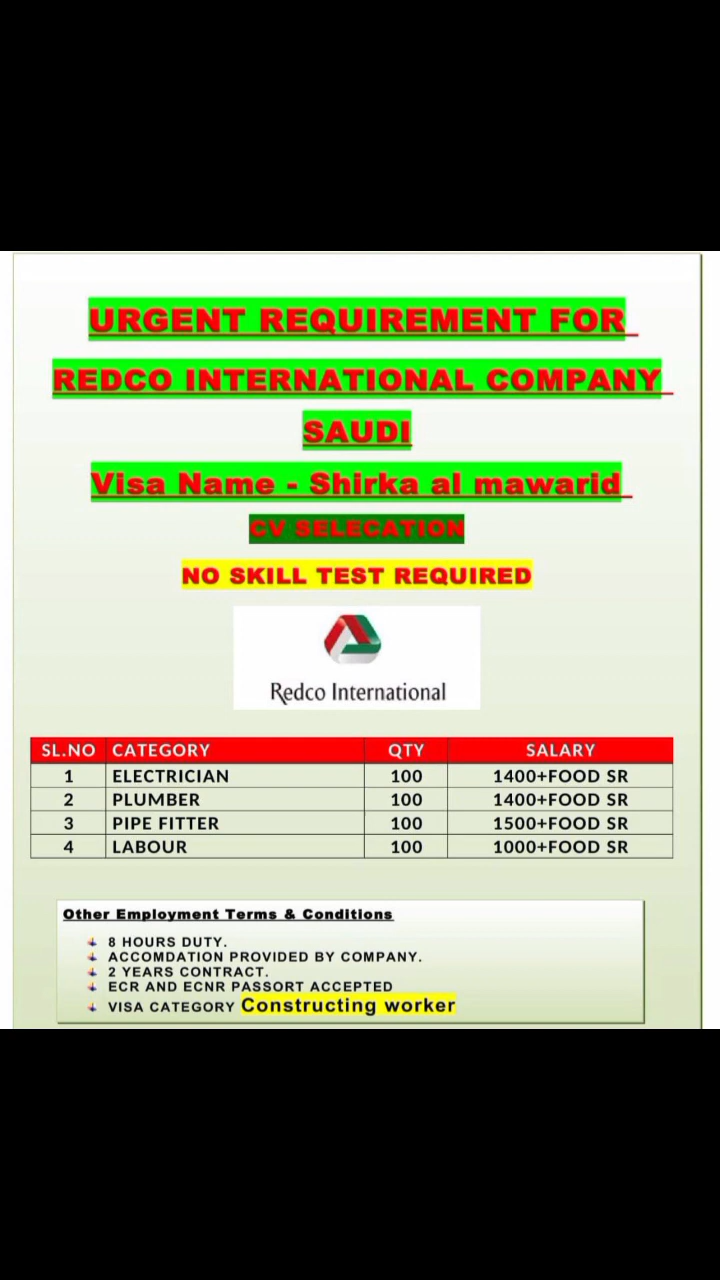 URGENT REQUIREMENT FOR
REDCO INTERNATIONAL COMPANY
SAUDI
Visa Name - Shirka al mawarid
CV SELECATION
NO SKILL TEST REQUIRED
Redco International
SL.NO CATEGORY QTY SALARY
1 ELECTRICIAN 100 1400+FOOD SR
2 PLUMBER 100 1400+FOOD SR
3 PIPE FITTER 100 1500+FOOD SR
4 LABOUR 100 1000+FOOD SR
Other Employment Terms & Conditions
8 HOURS DUTY.
ACCOMDATION PROVIDED BY COMPANY.
2 YEARS CONTRACT.
ECR AND ECNR PASSORT ACCEPTED
VISA CATEGORY Constructing worker